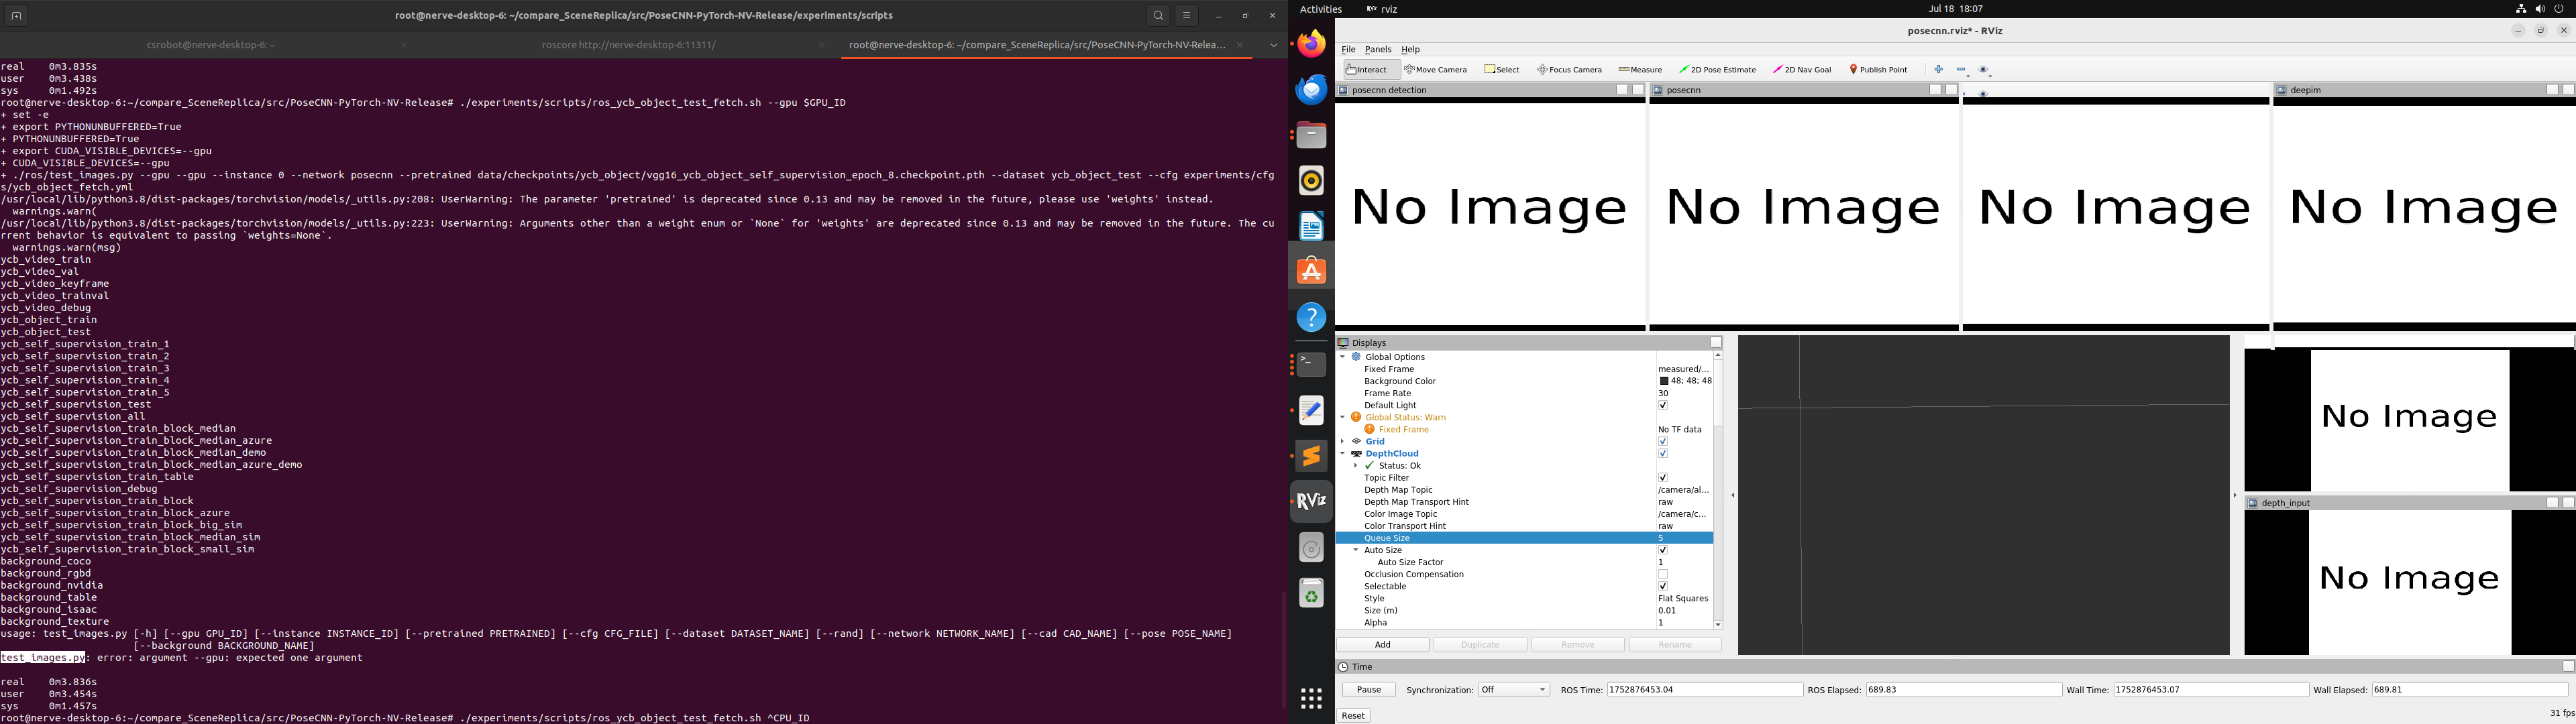 root@nerve-desktop-6: ~/compare_SceneReplica/src/PoseCNN-PyTorch-NV-Release/experiments/scripts
csrobot@nerve-desktop-6: ~
roscore http://nerve-desktop-6:11311/
root@nerve-desktop-6: ~/compare_SceneReplica/src/PoseCNN-PyTorch-NV-Relea...
real    0m3.835s
user    0m3.438s
sys     0m1.492s
root@nerve-desktop-6:~/compare_SceneReplica/src/PoseCNN-PyTorch-NV-Release# ./experiments/scripts/ros_ycb_object_test_fetch.sh --gpu $GPU_ID
+ set -e
+ export PYTHONUNBUFFERED=True
+ PYTHONUNBUFFERED=True
+ export CUDA_VISIBLE_DEVICES=--gpu
+ CUDA_VISIBLE_DEVICES=--gpu
+ ./ros/test_images.py --gpu --gpu --instance 0 --network posecnn --pretrained data/checkpoints/ycb_object/vgg16_ycb_object_self_supervision_epoch_8.checkpoint.pth --dataset ycb_object_test --cfg experiments/cfg
s/ycb_object_fetch.yml
/usr/local/lib/python3.8/dist-packages/torchvision/models/_utils.py:208: UserWarning: The parameter 'pretrained' is deprecated since 0.13 and may be removed in the future, please use 'weights' instead.
  warnings.warn(
/usr/local/lib/python3.8/dist-packages/torchvision/models/_utils.py:223: UserWarning: Arguments other than a weight enum or `None` for 'weights' are deprecated since 0.13 and may be removed in the future. The cu
rrent behavior is equivalent to passing `weights=None`.
  warnings.warn(msg)
ycb_video_train
ycb_video_val
ycb_video_keyframe
ycb_video_trainval
ycb_video_debug
ycb_object_train
ycb_object_test
ycb_self_supervision_train_1
ycb_self_supervision_train_2
ycb_self_supervision_train_3
ycb_self_supervision_train_4
ycb_self_supervision_train_5
ycb_self_supervision_test
ycb_self_supervision_all
ycb_self_supervision_train_block_median
ycb_self_supervision_train_block_median_azure
ycb_self_supervision_train_block_median_demo
ycb_self_supervision_train_block_median_azure_demo
ycb_self_supervision_train_table
ycb_self_supervision_debug
ycb_self_supervision_train_block
ycb_self_supervision_train_block_azure
ycb_self_supervision_train_block_big_sim
ycb_self_supervision_train_block_median_sim
ycb_self_supervision_train_block_small_sim
background_coco
background_rgbd
background_nvidia
background_table
background_isaac
background_texture
usage: test_images.py [-h] [--gpu GPU_ID] [--instance INSTANCE_ID] [--pretrained PRETRAINED] [--cfg CFG_FILE] [--dataset DATASET_NAME] [--rand] [--network NETWORK_NAME] [--cad CAD_NAME] [--pose POSE_NAME]
[--background BACKGROUND_NAME]
test_images.py: error: argument --gpu: expected one argument
real    0m3.836s
user    0m3.454s
sys     0m1.457s
root@nerve-desktop-6:~/compare_SceneReplica/src/PoseCNN-PyTorch-NV-Release# ./experiments/scripts/ros_ycb_object_test_fetch.sh ^CPU_ID
Activities RViz rviz Jul 18 18:07
posecnn.rviz* - RViz
File Panels Help
Interact Move Camera Select Focus Camera Measure 2D Pose Estimate 2D Nav Goal Publish Point
posecnn detection posecnn deepim
No Image No Image No Image No Image
Displays
Global Options
Fixed Frame measured/...
Background Color 48; 48; 48
Frame Rate 30
Default Light
Global Status: Warn
Fixed Frame No TF data
Grid
DepthCloud
Status: Ok
Topic Filter
Depth Map Topic /camera/al...
Depth Map Transport Hint raw
Color Image Topic /camera/c...
Color Transport Hint raw
Queue Size 5
Auto Size
Auto Size Factor 1
Occlusion Compensation
Selectable
Style Flat Squares
Size (m) 0.01
Alpha 1
Add Duplicate Remove Rename
RViz
No Image
depth_input
No Image
Time
Pause Synchronization: Off ROS Time: 1752876453.04 ROS Elapsed: 689.83 Wall Time: 1752876453.07 Wall Elapsed: 689.81
Reset 31 fps